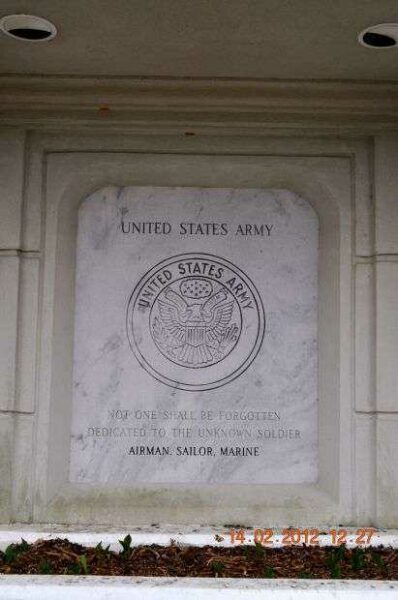 UNITED STATES ARMY
UNITED STATES ARMY
NOT ONE SHALL BE FORGOTTEN
DEDICATED TO THE UNKNOWN SOLDIER
AIRMAN, SAILOR, MARINE
14.02.2012 12:27